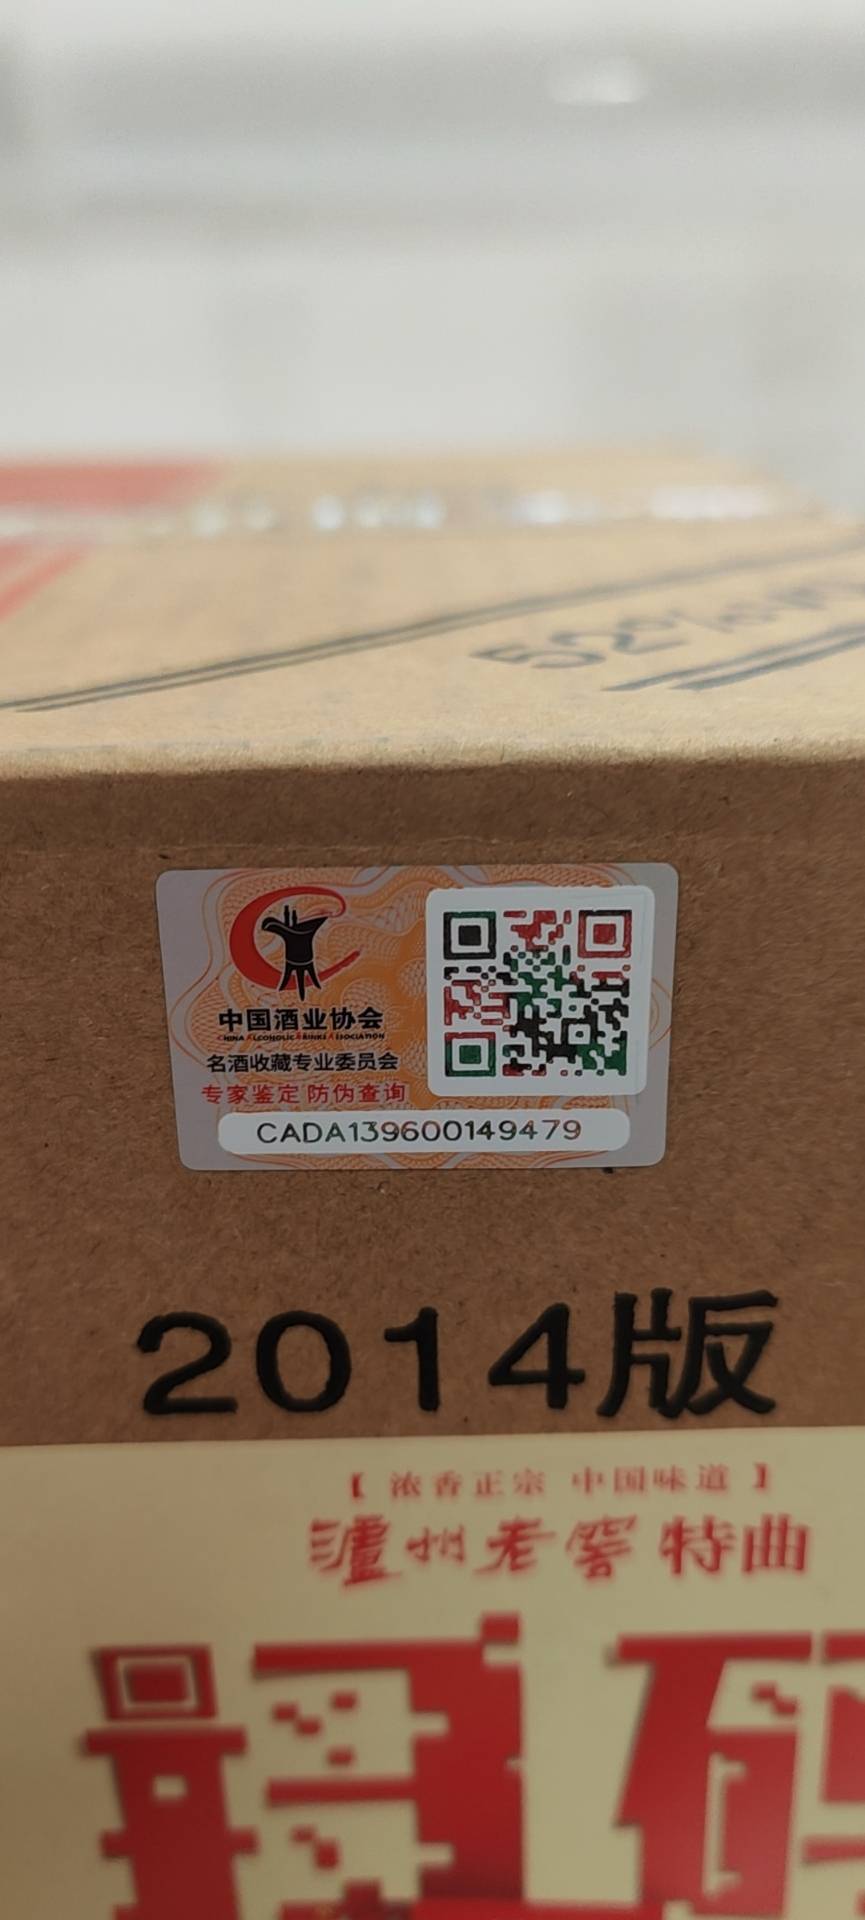 52%vol
中国酒业协会
CHINA ALCOHOLIC DRINKS ASSOCIATION
名酒收藏专业委员会
专家鉴定 防伪查询
CADA139600149479
2014版
【 浓香正宗 中国味道 】
泸州老窖特曲